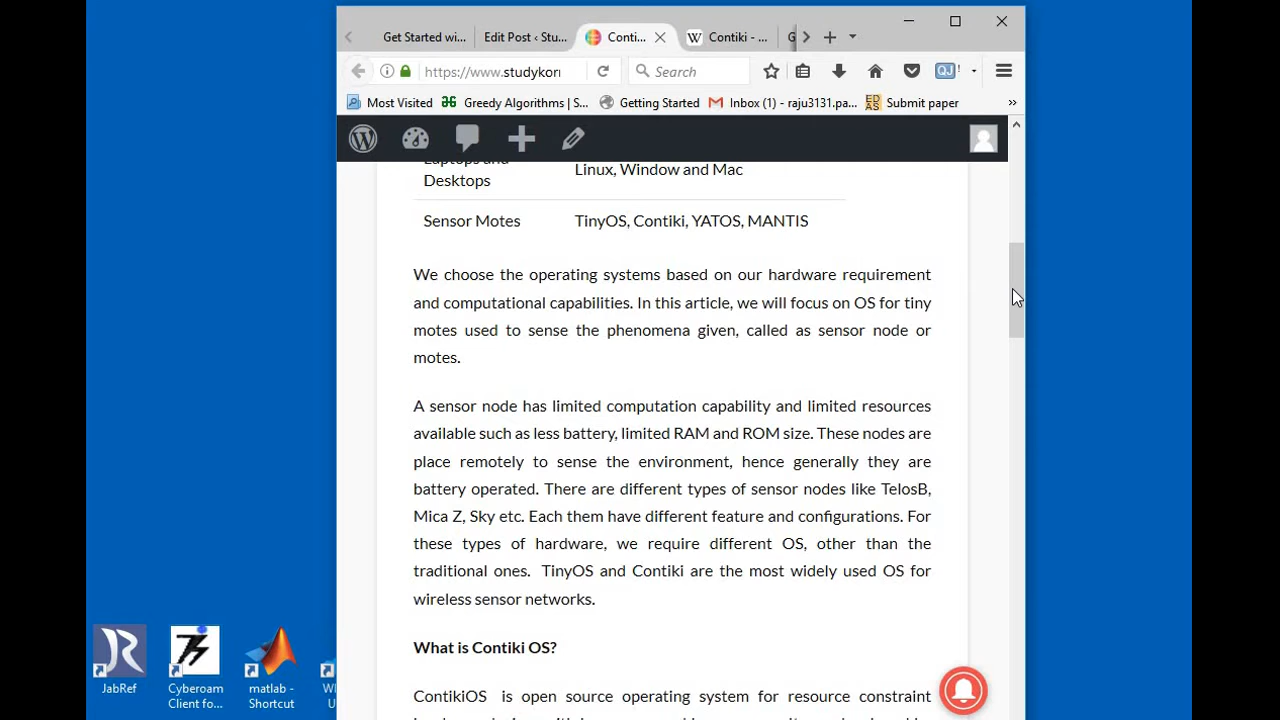 Get Started wi...
Edit Post ‹ Stu...
Conti...
Contiki - ...
G
https://www.studykor
Search
QJ !
Most Visited
Greedy Algorithms | S...
Getting Started
Inbox (1) - raju3131.pa...
EDAS Submit paper
»
Laptops and
Desktops
Linux, Window and Mac
Sensor Motes
TinyOS, Contiki, YATOS, MANTIS
We choose the operating systems based on our hardware requirement
and computational capabilities. In this article, we will focus on OS for tiny
motes used to sense the phenomena given, called as sensor node or
motes.
A sensor node has limited computation capability and limited resources
available such as less battery, limited RAM and ROM size. These nodes are
place remotely to sense the environment, hence generally they are
battery operated. There are different types of sensor nodes like TelosB,
Mica Z, Sky etc. Each them have different feature and configurations. For
these types of hardware, we require different OS, other than the
traditional ones. TinyOS and Contiki are the most widely used OS for
wireless sensor networks.
What is Contiki OS?
ContikiOS is open source operating system for resource constraint
JabRef
Cyberoam
Client fo...
matlab -
Shortcut